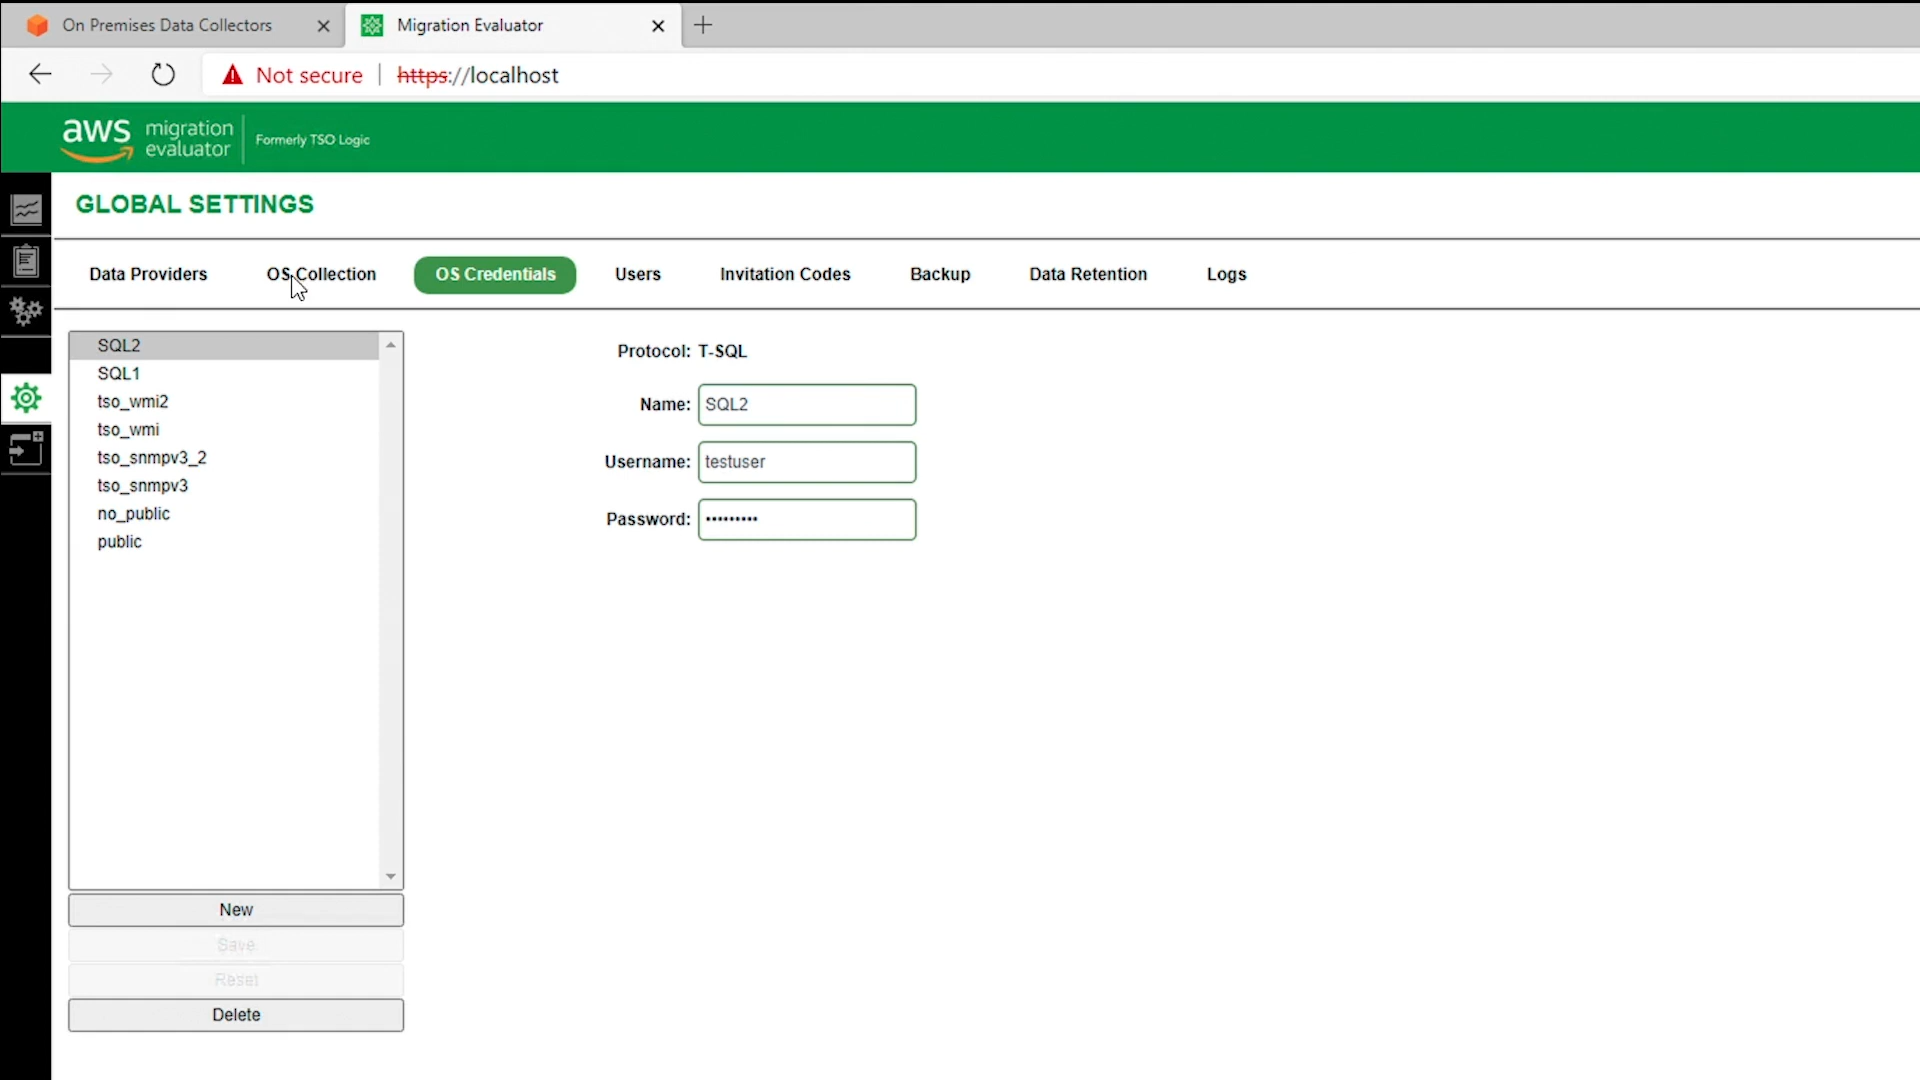 On Premises Data Collectors
Migration Evaluator
Not secure | https://localhost
aws migration evaluator
Formerly TSO Logic
GLOBAL SETTINGS
Data Providers OS Collection OS Credentials Users Invitation Codes Backup Data Retention Logs
SQL2
SQL1
tso_wmi2
tso_wmi
tso_snmpv3_2
tso_snmpv3
no_public
public
New
Save
Reset
Delete
Protocol: T-SQL
Name: SQL2
Username: testuser
Password: •••••••••